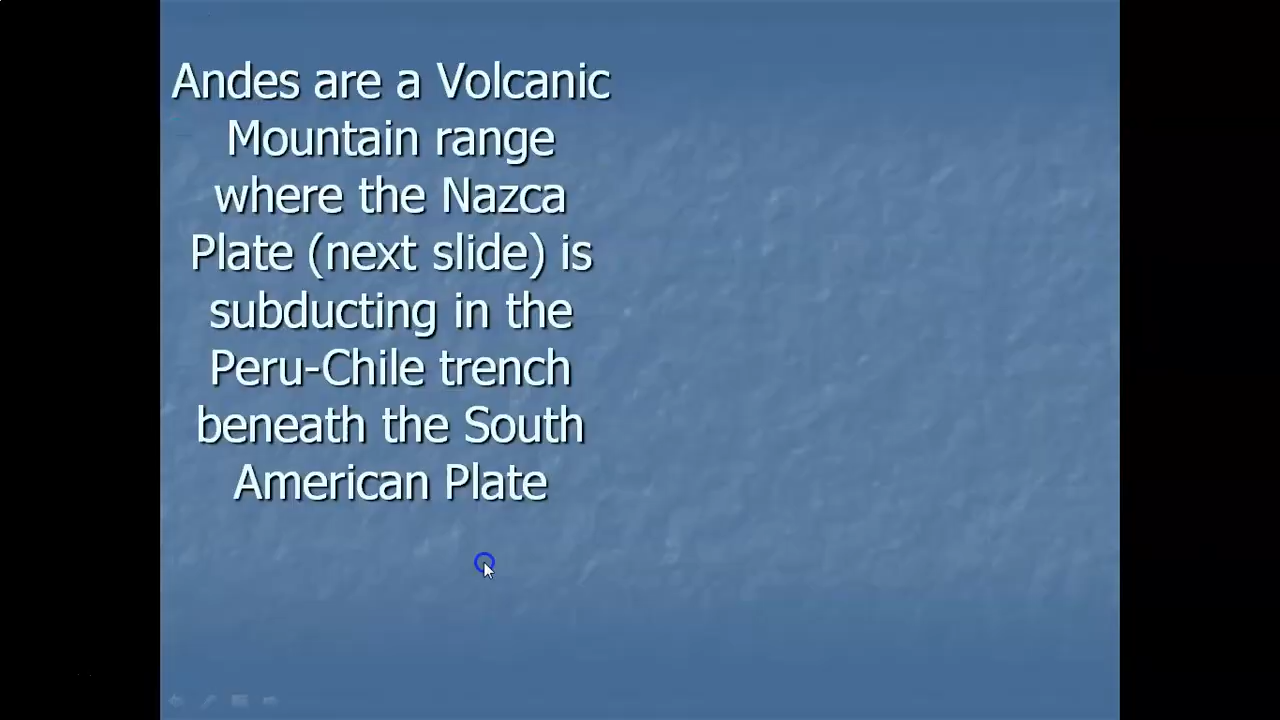 Andes are a Volcanic
Mountain range
where the Nazca
Plate (next slide) is
subducting in the
Peru-Chile trench
beneath the South
American Plate